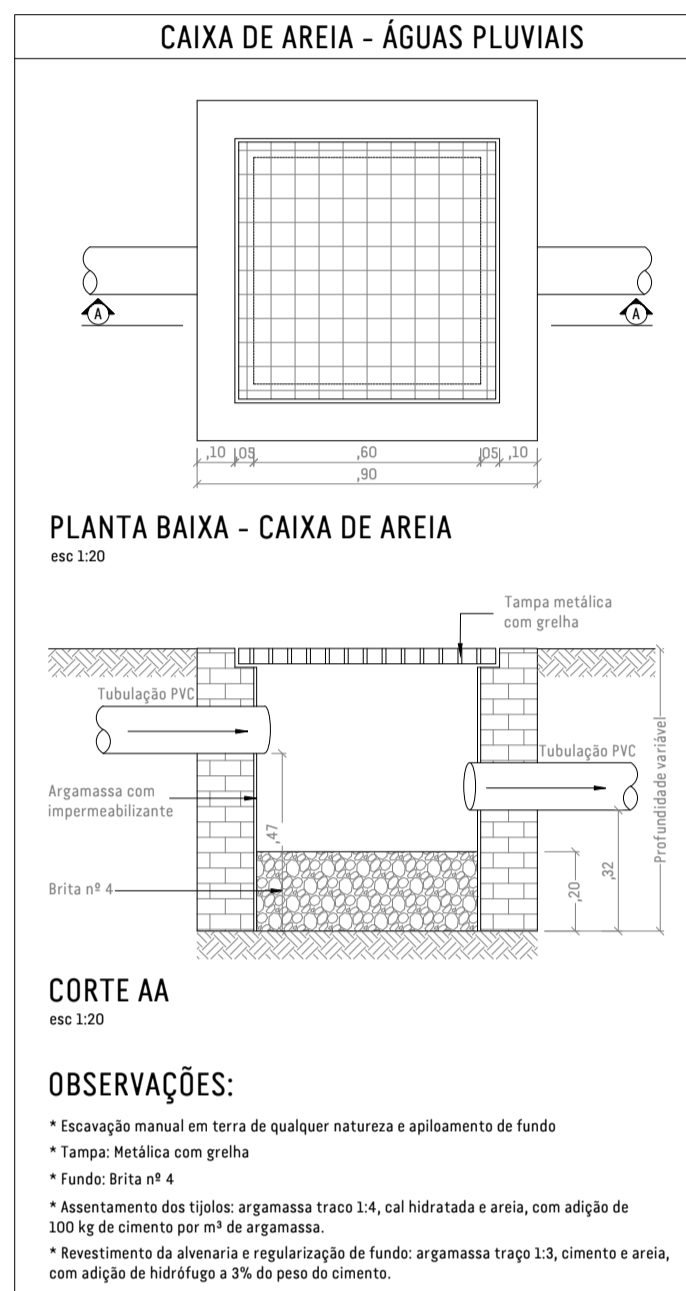 CAIXA DE AREIA - ÁGUAS PLUVIAIS
A
A
,10
,05
,60
,05
,10
,90
PLANTA BAIXA - CAIXA DE AREIA
esc 1:20
Tampa metálica
com grelha
Tubulação PVC
Tubulação PVC
Argamassa com
impermeabilizante
,47
Brita nº 4
,20
,32
Profundidade variável
CORTE AA
esc 1:20
OBSERVAÇÕES:
* Escavação manual em terra de qualquer natureza e apiloamento de fundo
* Tampa: Metálica com grelha
* Fundo: Brita nº 4
* Assentamento dos tijolos: argamassa traco 1:4, cal hidratada e areia, com adição de
100 kg de cimento por m³ de argamassa.
* Revestimento da alvenaria e regularização de fundo: argamassa traço 1:3, cimento e areia,
com adição de hidrófugo a 3% do peso do cimento.